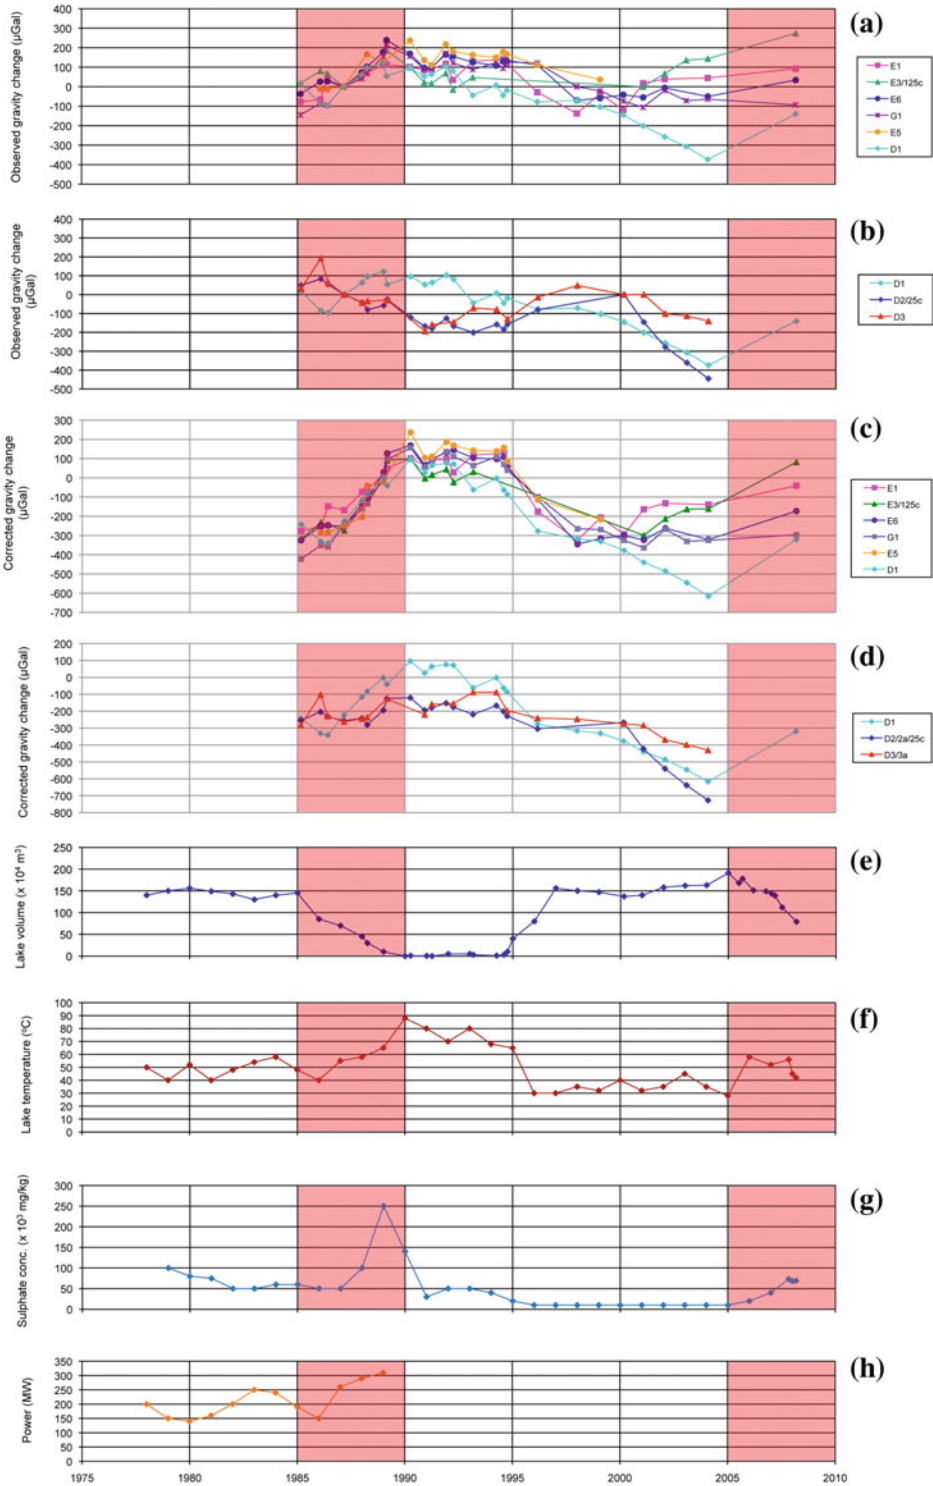 (a)
Observed gravity change (µGal)
400
300
200
100
0
-100
-200
-300
-400
-500
E1
E3/125c
E6
G1
E5
D1
(b)
Observed gravity change
(µGal)
400
300
200
100
0
-100
-200
-300
-400
-500
D1
D2/25c
D3
(c)
Corrected gravity change
(µGal)
300
200
100
0
-100
-200
-300
-400
-500
-600
-700
E1
E3/125c
E6
G1
E5
D1
(d)
Corrected gravity change (µGal)
200
100
0
-100
-200
-300
-400
-500
-600
-700
-800
D1
D2/2a/25c
D3/3a
(e)
Lake volume (x 10⁴ m³)
250
200
150
100
50
0
(f)
Lake temperature (°C)
100
90
80
70
60
50
40
30
20
10
0
(g)
Sulphate conc. (x 10³ mg/kg)
300
250
200
150
100
50
0
(h)
Power (MW)
350
300
250
200
150
100
50
0
1975 1980 1985 1990 1995 2000 2005 2010